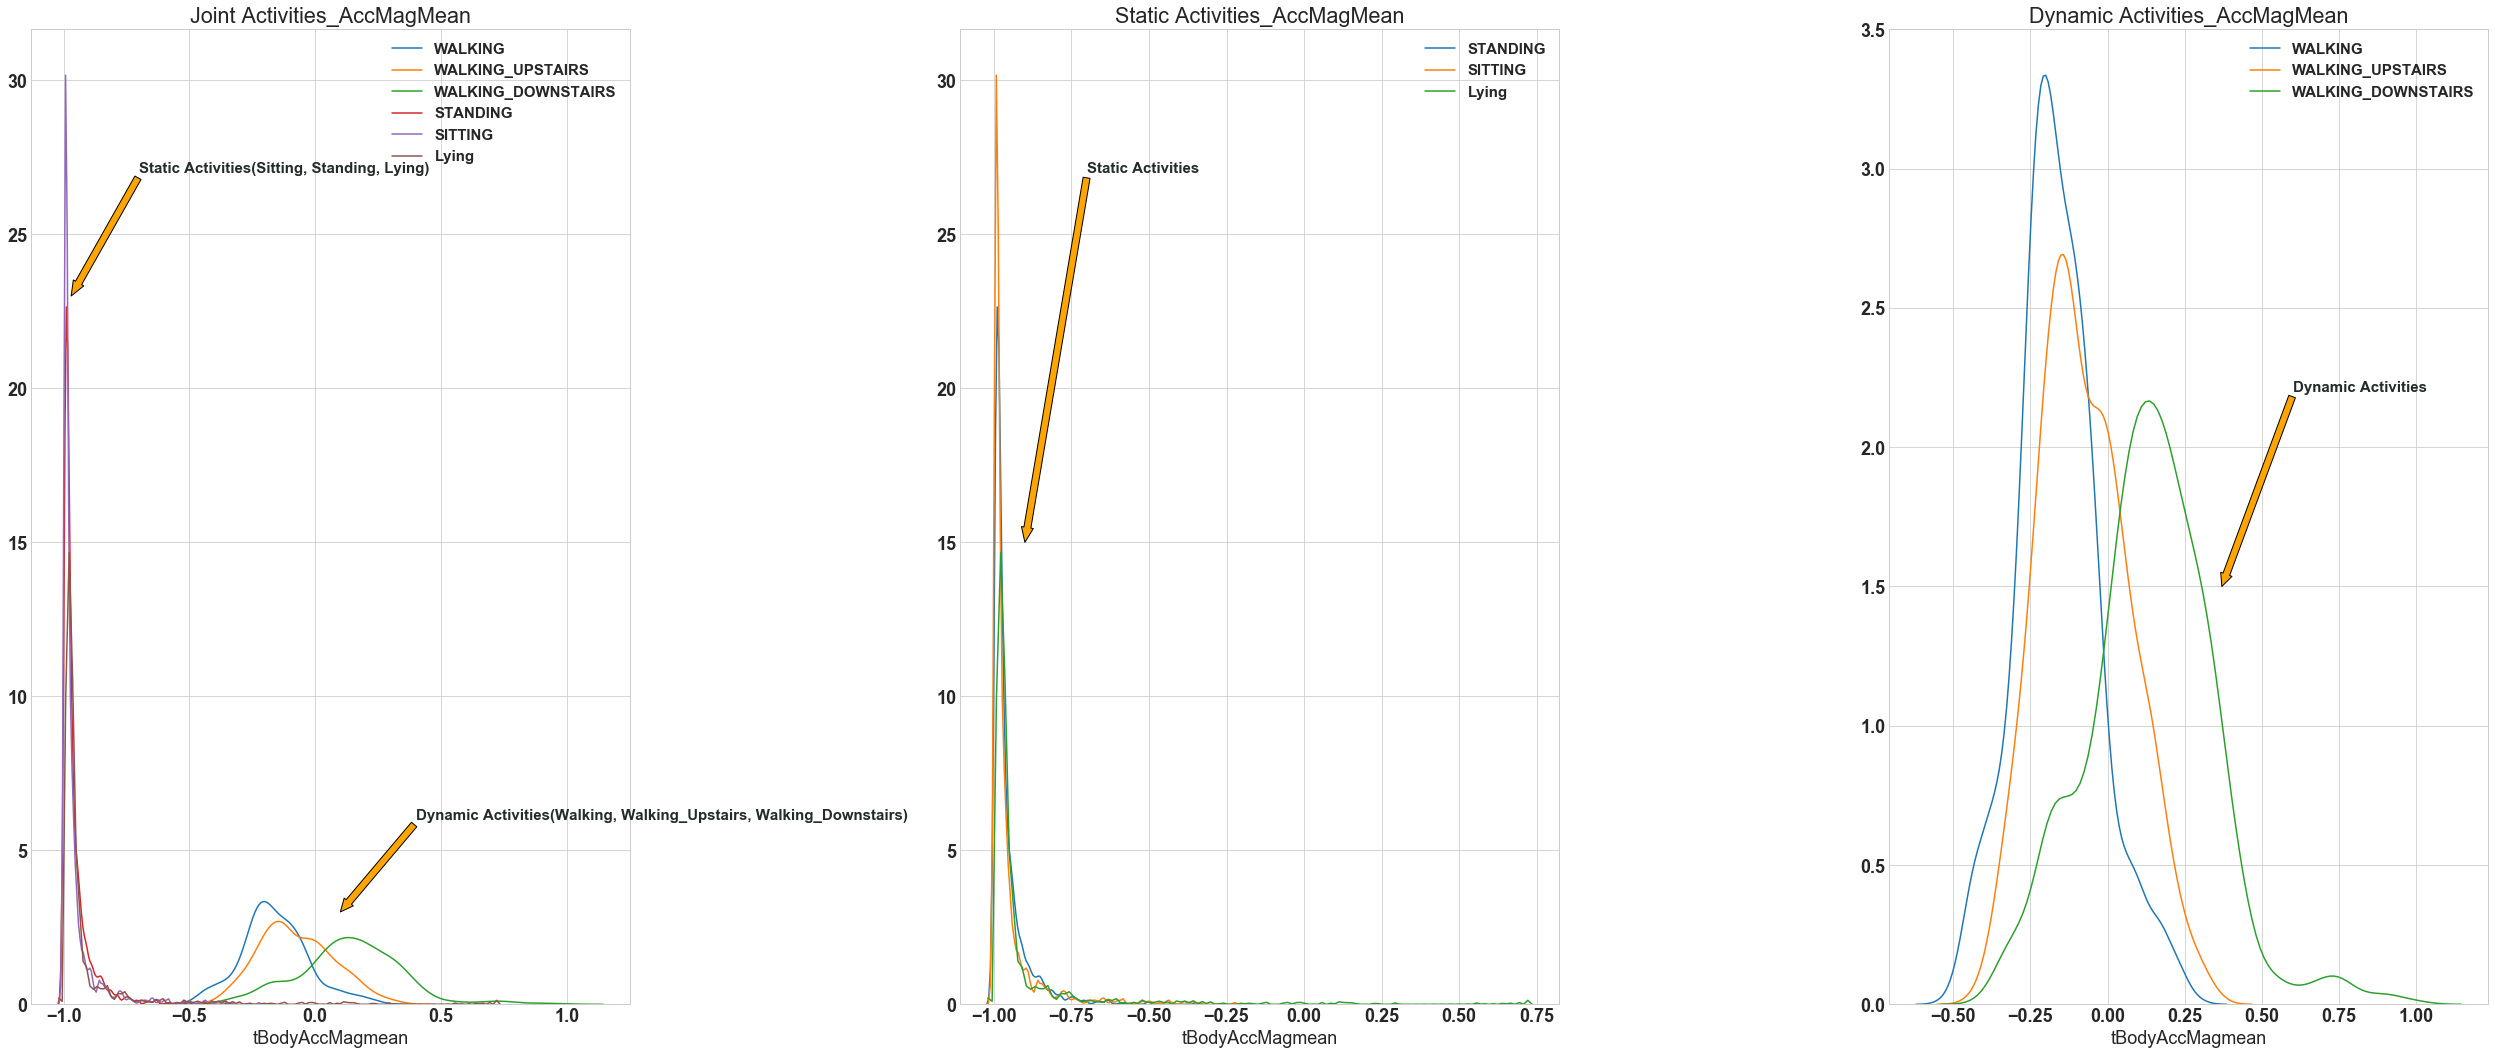 Joint Activities_AccMagMean
WALKING
WALKING_UPSTAIRS
WALKING_DOWNSTAIRS
STANDING
SITTING
Lying
Static Activities(Sitting, Standing, Lying)
Dynamic Activities(Walking, Walking_Upstairs, Walking_Downstairs)
30
25
20
15
10
5
0
−1.0 −0.5 0.0 0.5 1.0
tBodyAccMagmean
Static Activities_AccMagMean
STANDING
SITTING
Lying
Static Activities
30
25
20
15
10
5
0
−1.00 −0.75 −0.50 −0.25 0.00 0.25 0.50 0.75
tBodyAccMagmean
Dynamic Activities_AccMagMean
WALKING
WALKING_UPSTAIRS
WALKING_DOWNSTAIRS
Dynamic Activities
3.5
3.0
2.5
2.0
1.5
1.0
0.5
0.0
−0.50 −0.25 0.00 0.25 0.50 0.75 1.00
tBodyAccMagmean